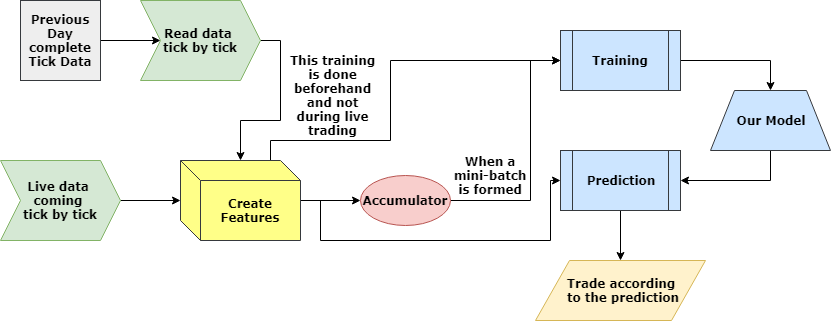 Previous
Day
complete
Tick Data
Read data
tick by tick
This training
is done
beforehand
and not
during live
trading
Training
Our Model
Live data
coming
tick by tick
Create
Features
Accumulator
When a
mini-batch
is formed
Prediction
Trade according
to the prediction